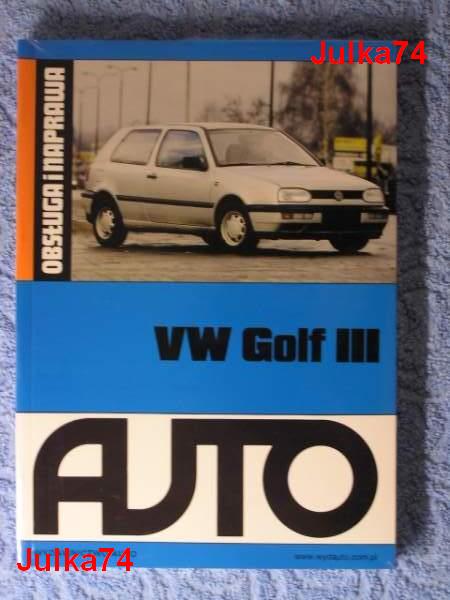 Julka74
OBSŁUGA i NAPRAWA
VW Golf III
AUTO
www.wydauto.com.pl
Julka74